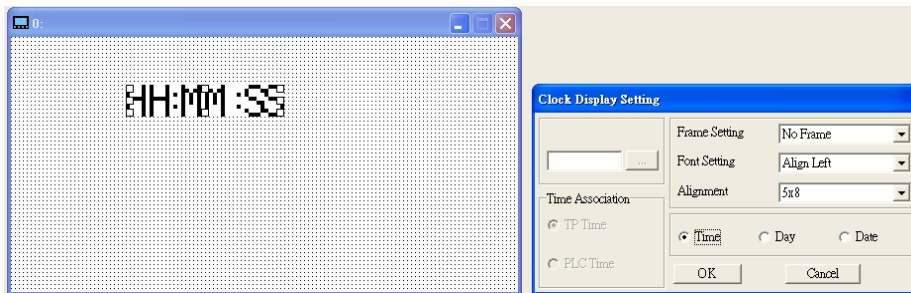 0:
HH:MM:SS
Clock Display Setting
Frame Setting
No Frame
Font Setting
Align Left
Alignment
5x8
...
Time Association
TP Time
PLC Time
Time
Day
Date
OK
Cancel